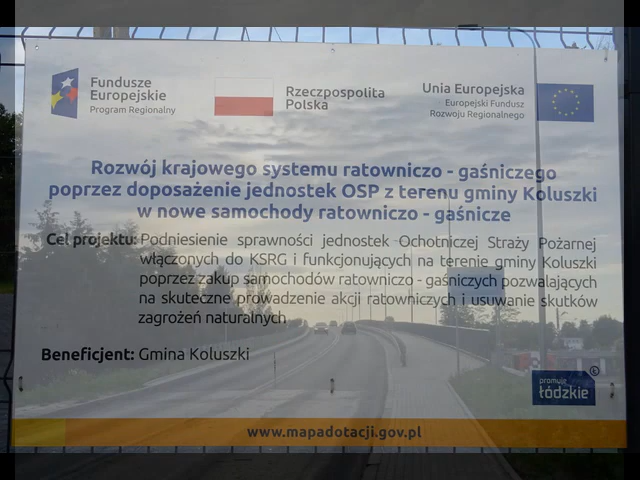 Fundusze
Europejskie
Program Regionalny
Rzeczpospolita
Polska
Unia Europejska
Europejski Fundusz
Rozwoju Regionalnego
Rozwój krajowego systemu ratowniczo - gaśniczego
poprzez doposażenie jednostek OSP z terenu gminy Koluszki
w nowe samochody ratowniczo - gaśnicze
Cel projektu: Podniesienie sprawności jednostek Ochotniczej Straży Pożarnej
włączonych do KSRG i funkcjonujących na terenie gminy Koluszki
poprzez zakup samochodów ratowniczo - gaśniczych pozwalających
na skuteczne prowadzenie akcji ratowniczych i usuwanie skutków
zagrożeń naturalnych
Beneficjent: Gmina Koluszki
promuje
łódzkie
www.mapadotacji.gov.pl